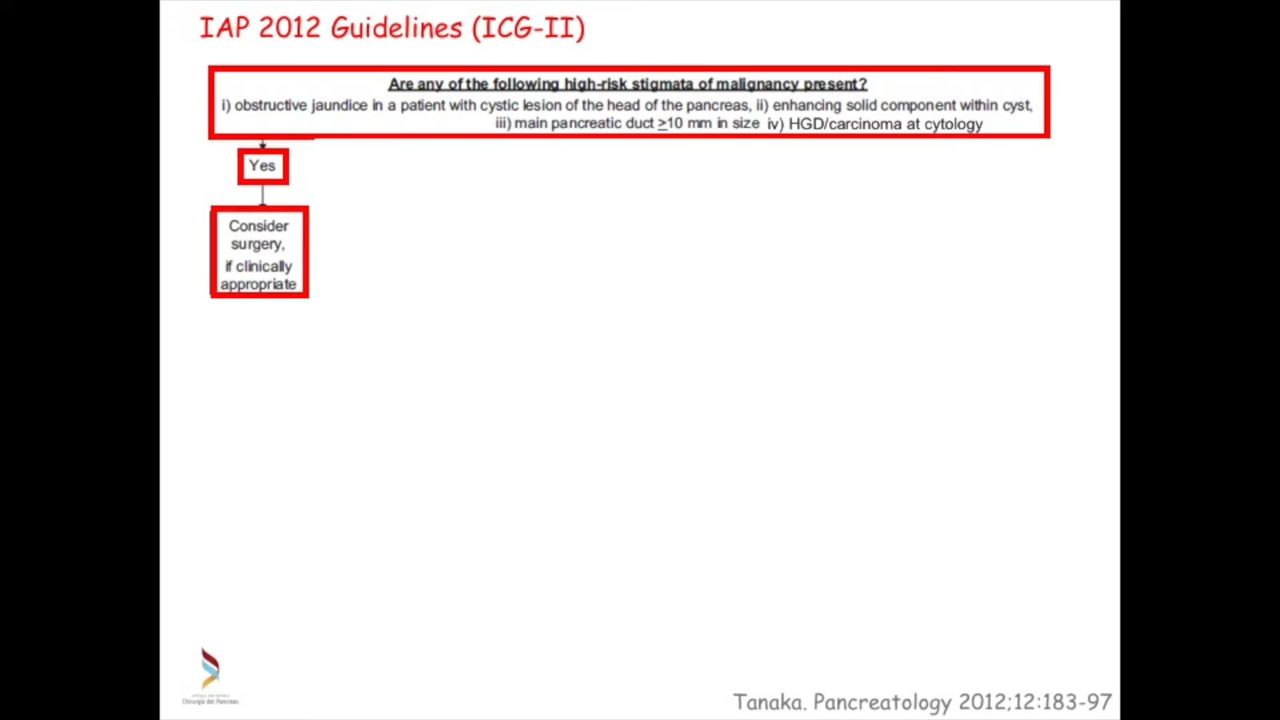 IAP 2012 Guidelines (ICG-II)
Are any of the following high-risk stigmata of malignancy present?
i) obstructive jaundice in a patient with cystic lesion of the head of the pancreas, ii) enhancing solid component within cyst,
iii) main pancreatic duct ≥10 mm in size iv) HGD/carcinoma at cytology
Yes
Consider
surgery,
if clinically
appropriate
Chirurgia del Pancreas
Tanaka. Pancreatology 2012;12:183-97